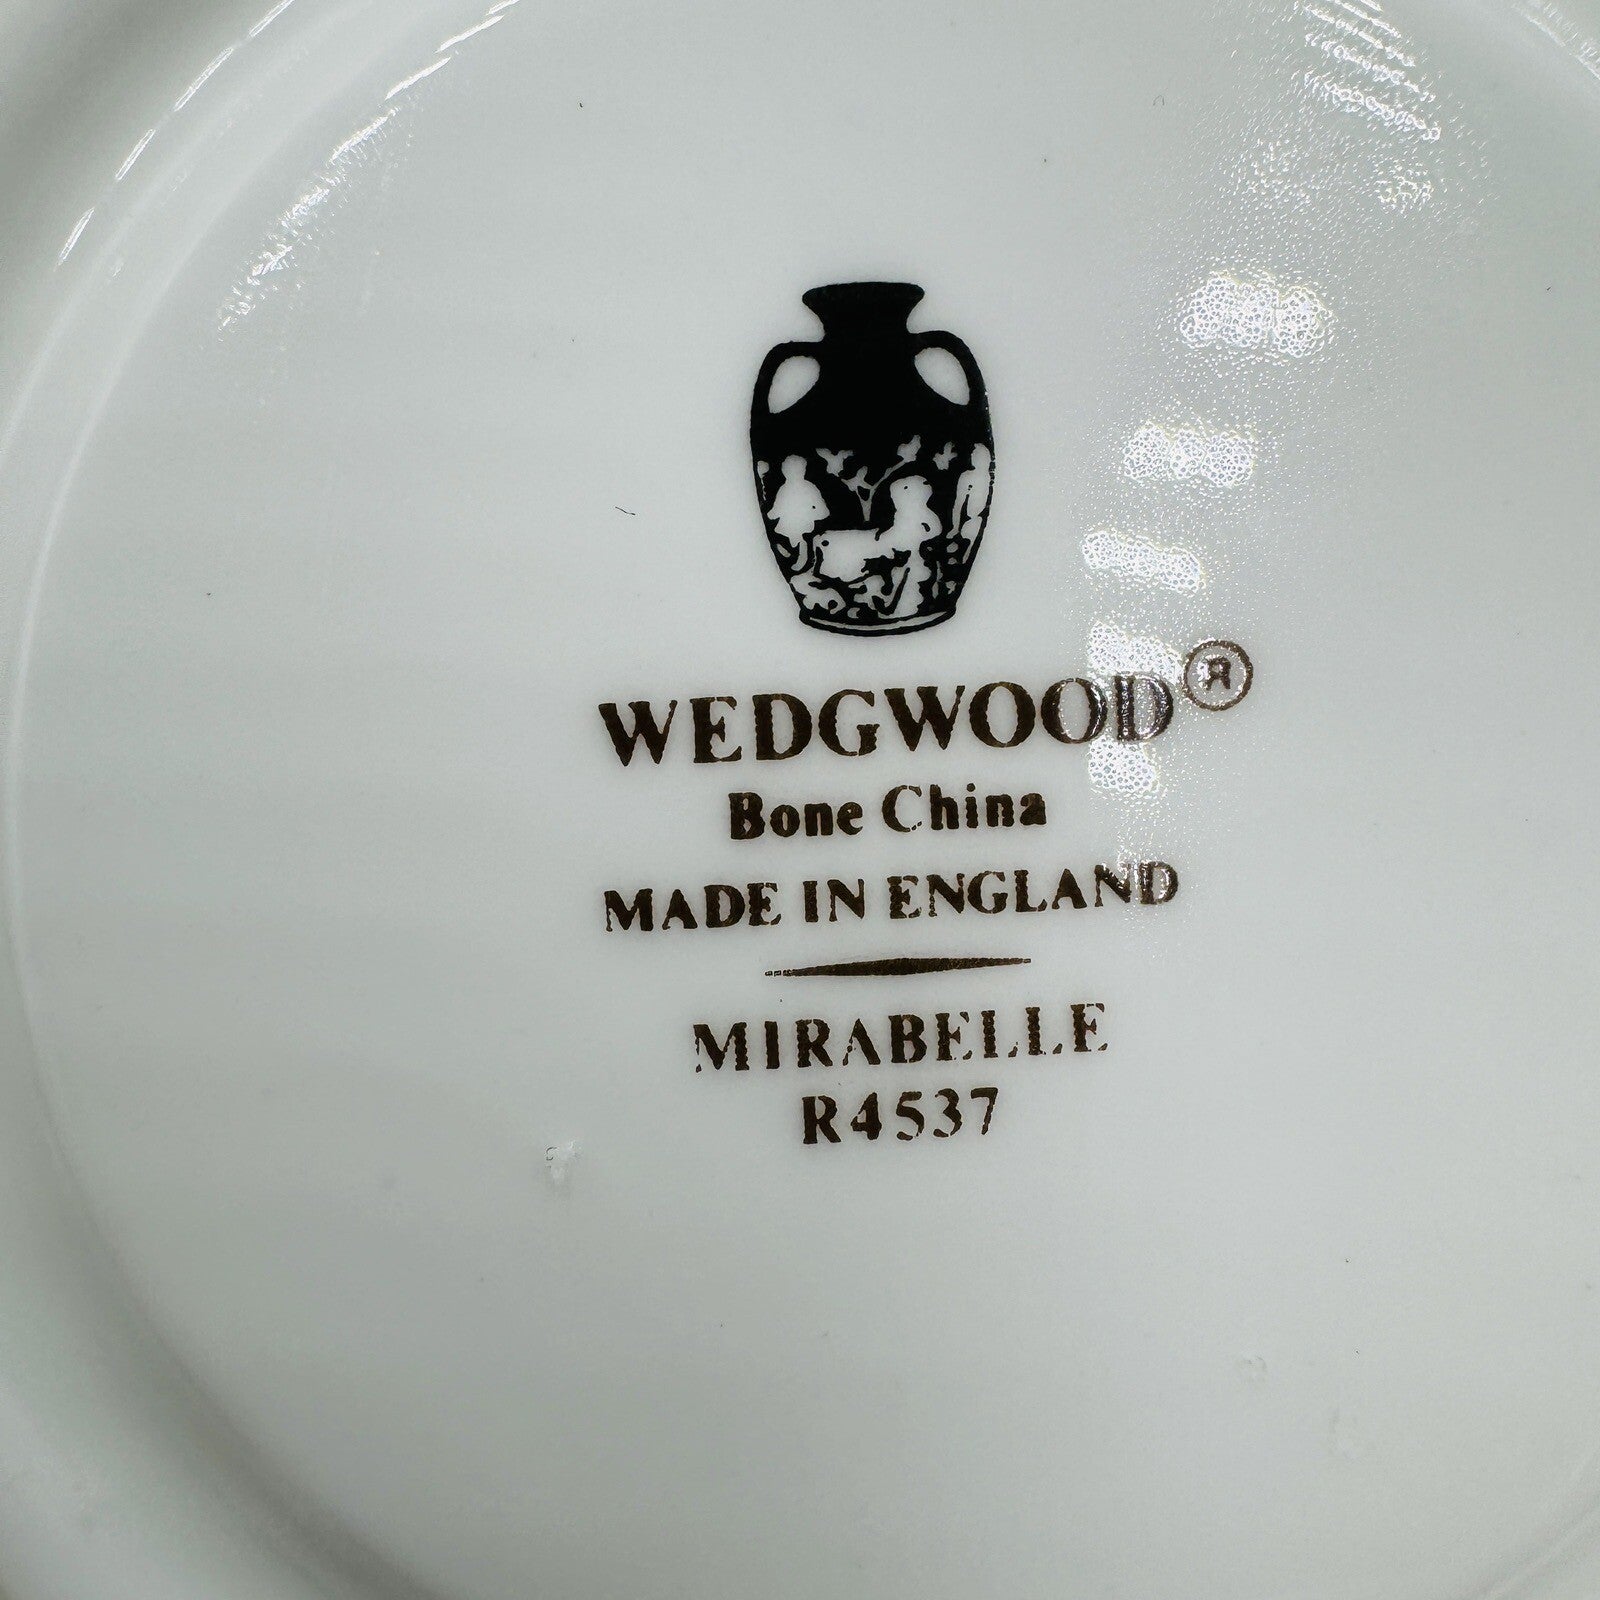 WEDGWOOD®
Bone China
MADE IN ENGLAND
MIRABELLE
R4537